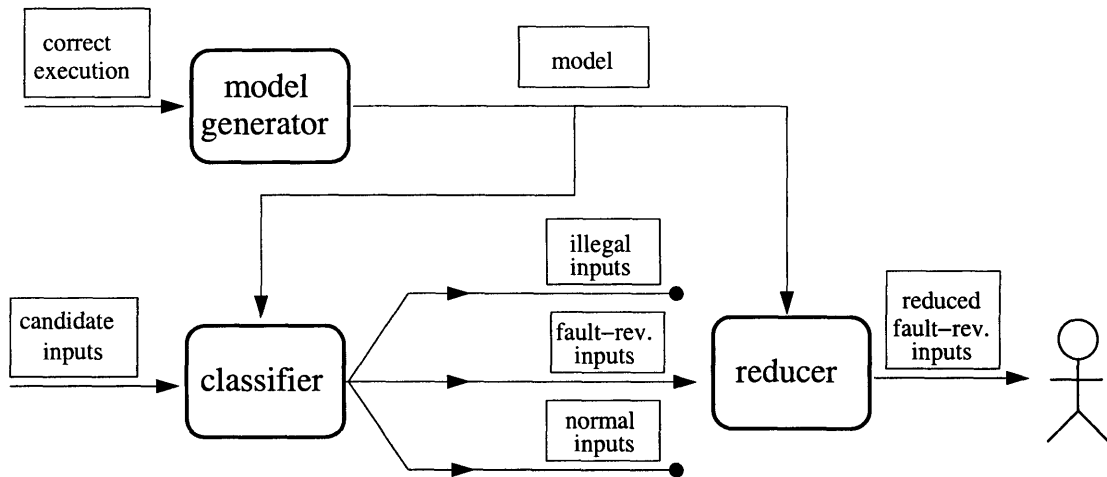 correct
execution
model
generator
model
illegal
inputs
candidate
inputs
classifier
fault–rev.
inputs
reducer
reduced
fault–rev.
inputs
normal
inputs